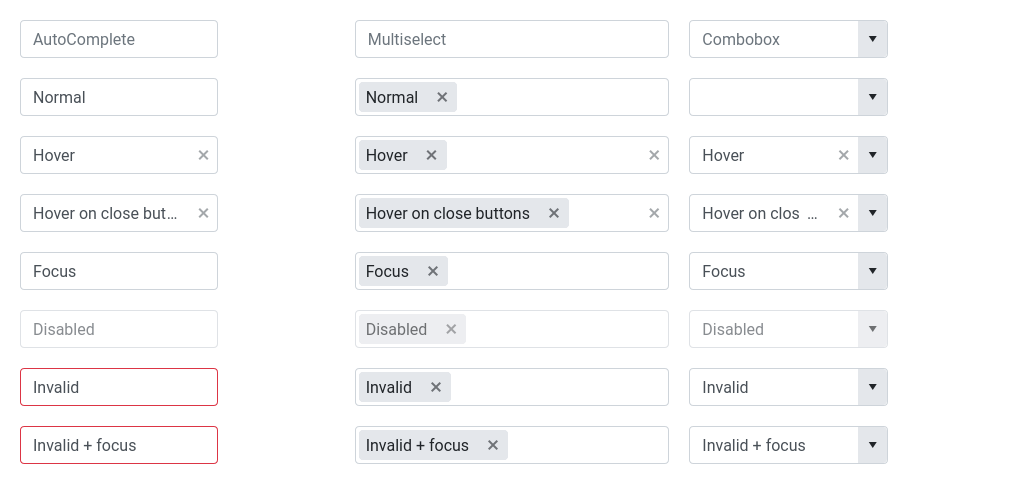 AutoComplete Multiselect Combobox
Normal Normal
Hover Hover Hover
Hover on close but… Hover on close buttons Hover on clos …
Focus Focus Focus
Disabled Disabled Disabled
Invalid Invalid Invalid
Invalid + focus Invalid + focus Invalid + focus